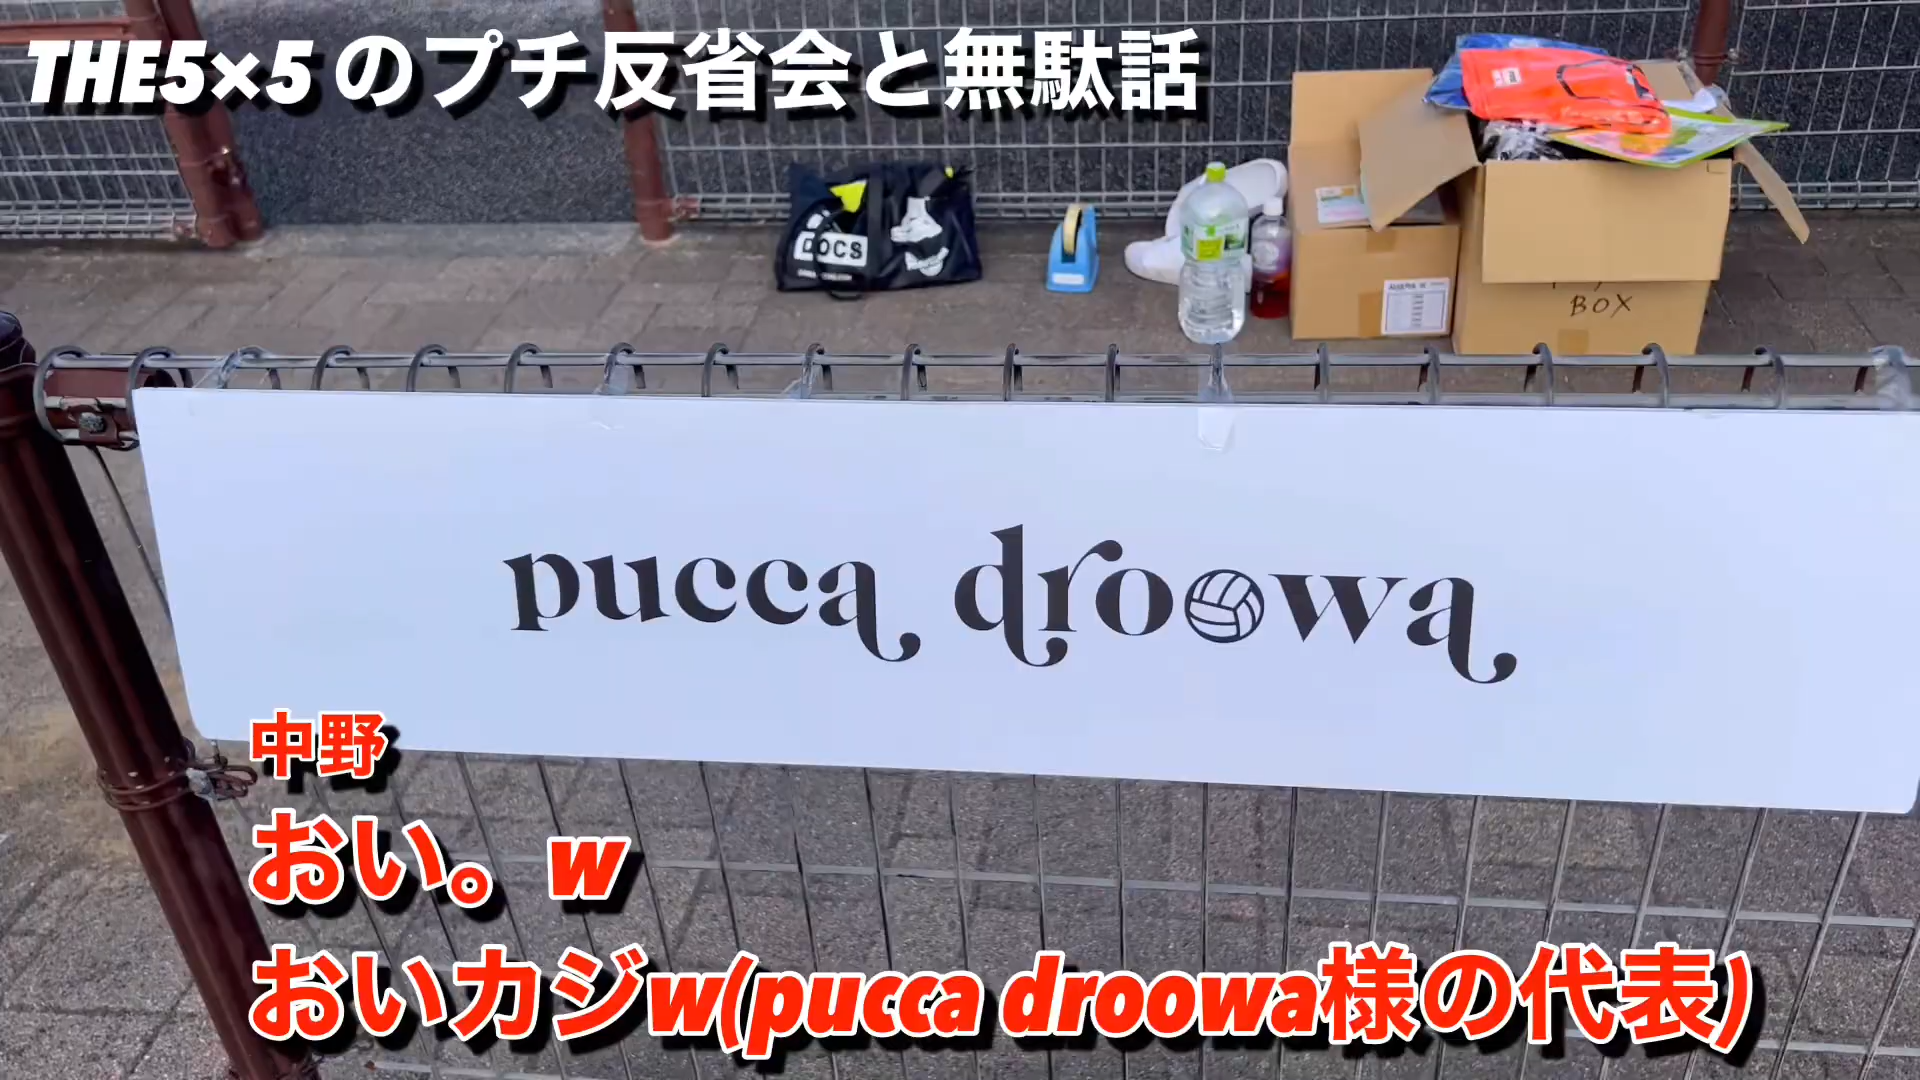 THE5×5のプチ反省会と無駄話
DOCS
BOX
pucca droowa
中野
おい。w
おいカジw(pucca droowa様の代表)